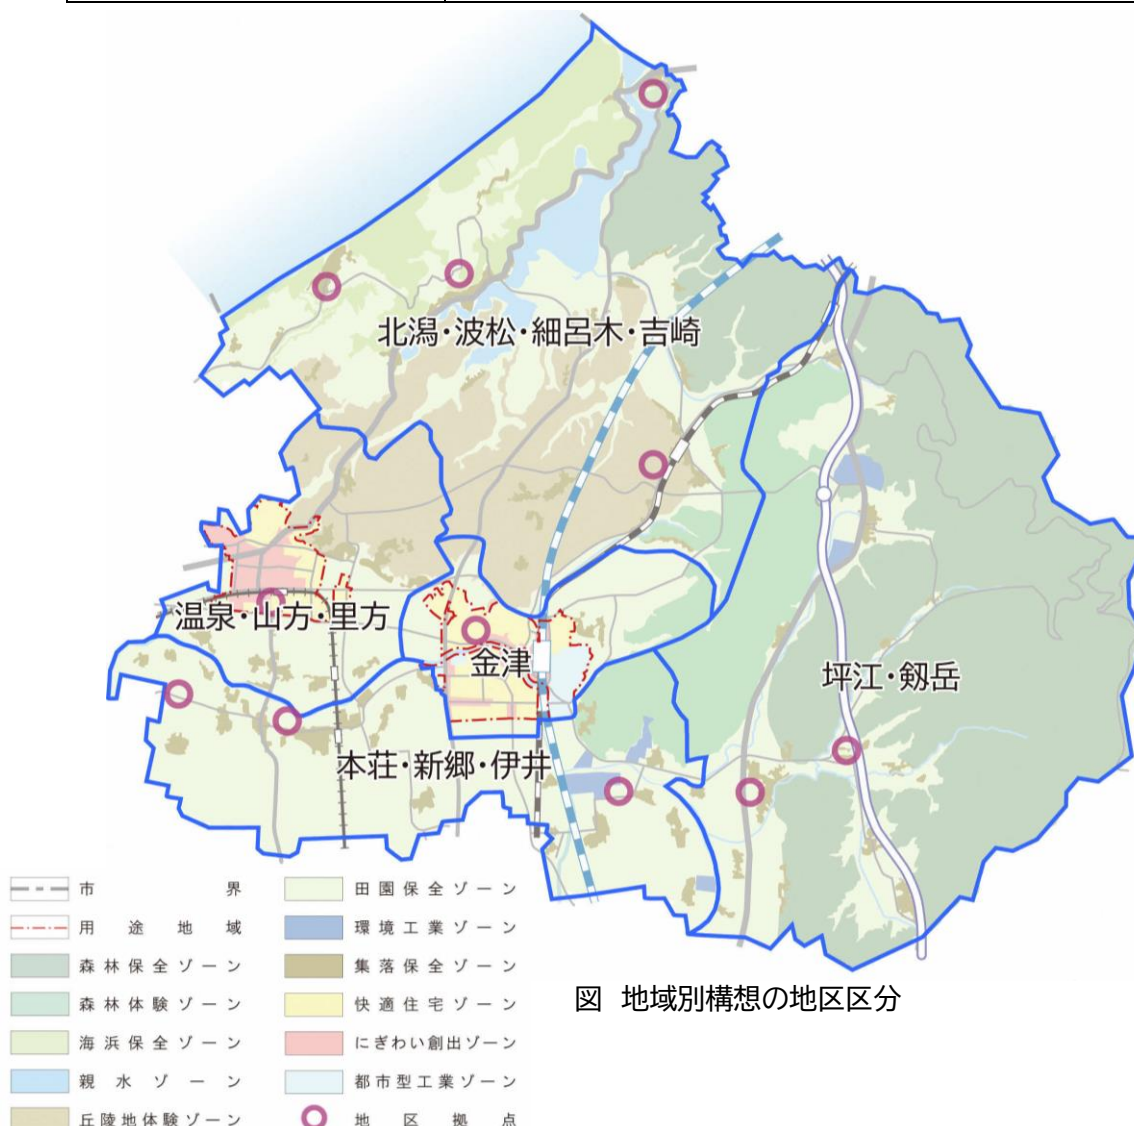 北潟・波松・細呂木・吉崎
温泉・山方・里方
金津
坪江・剱岳
本荘・新郷・伊井
市界
用途地域
森林保全ゾーン
森林体験ゾーン
海浜保全ゾーン
親水ゾーン
丘陵地体験ゾーン
田園保全ゾーン
環境工業ゾーン
集落保全ゾーン
快適住宅ゾーン
にぎわい創出ゾーン
都市型工業ゾーン
地区拠点
図 地域別構想の地区区分